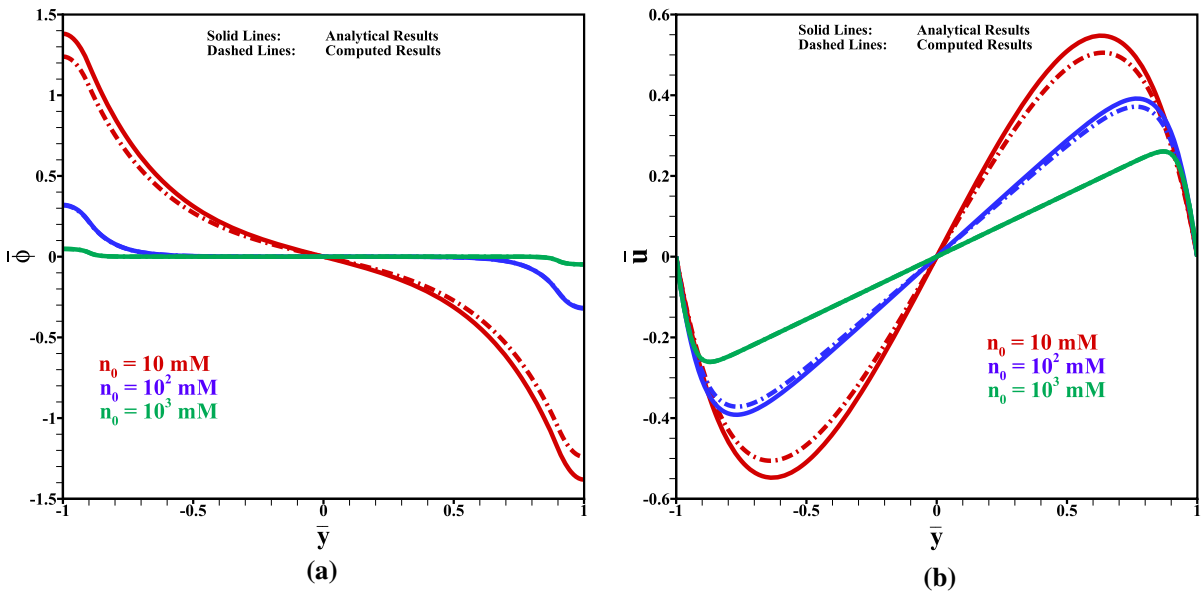 Solid Lines: Analytical Results
Dashed Lines: Computed Results
1.5
1
0.5
0
-0.5
-1
-1.5
ϕ̅
n₀ = 10 mM
n₀ = 10² mM
n₀ = 10³ mM
-1 -0.5 0 0.5 1
y̅
(a)
Solid Lines: Analytical Results
Dashed Lines: Computed Results
0.6
0.4
0.2
0
-0.2
-0.4
-0.6
u̅
n₀ = 10 mM
n₀ = 10² mM
n₀ = 10³ mM
-1 -0.5 0 0.5 1
y̅
(b)